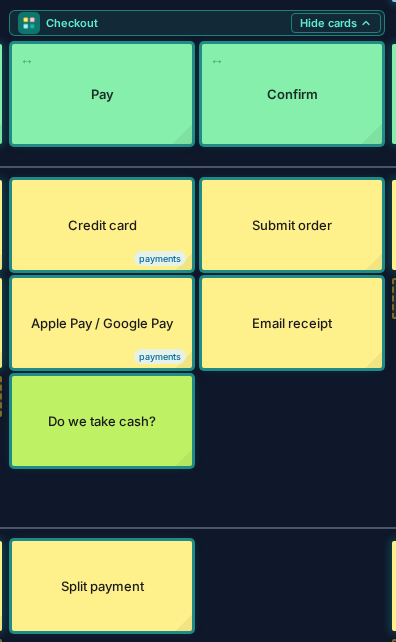 Checkout
Hide cards
Pay
Confirm
Credit card
payments
Submit order
Apple Pay / Google Pay
payments
Email receipt
Do we take cash?
Split payment